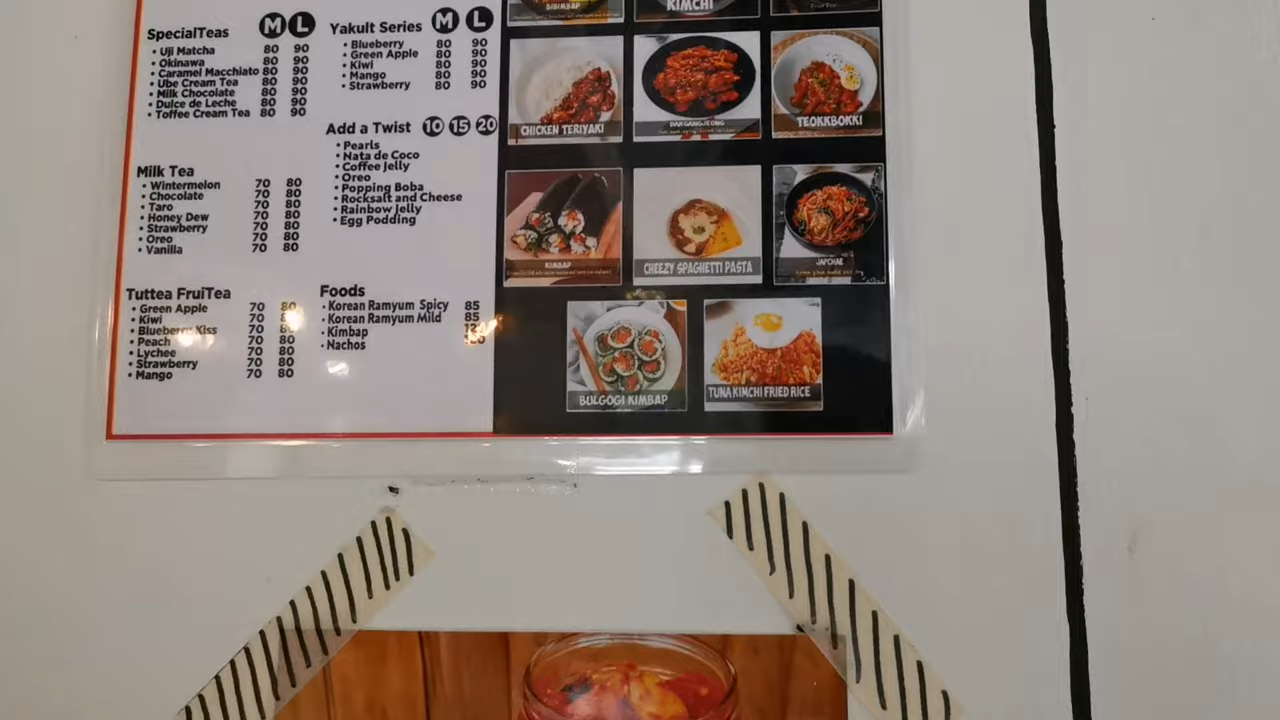 SpecialTeas M L
• Uji Matcha 80 90
• Okinawa 80 90
• Caramel Macchiato 80 90
• Ube Cream Tea 80 90
• Milk Chocolate 80 90
• Dulce de Leche 80 90
• Toffee Cream Tea 80 90
Milk Tea
• Wintermelon 70 80
• Chocolate 70 80
• Taro 70 80
• Honey Dew 70 80
• Strawberry 70 80
• Oreo 70 80
• Vanilla 70 80
Tuttea FruiTea
• Green Apple 70 80
• Kiwi 70
• Blueberry Kiss 70
• Peach 70 80
• Lychee 70 80
• Strawberry 70 80
• Mango 70 80
Yakult Series M L
• Blueberry 80 90
• Green Apple 80 90
• Kiwi 80 90
• Mango 80 90
• Strawberry 80 90
Add a Twist 10 15 20
• Pearls
• Nata de Coco
• Coffee Jelly
• Oreo
• Popping Boba
• Rocksalt and Cheese
• Rainbow Jelly
• Egg Podding
Foods
• Korean Ramyum Spicy 85
• Korean Ramyum Mild 85
• Kimbap
• Nachos
BIBIMBAP
KIMCHI
CHICKEN TERIYAKI
DAKGANGJEONG
TEOKKBOKKI
KIMBAP
CHEEZY SPAGHETTI PASTA
JAPCHAE
BULGOGI KIMBAP
TUNA KIMCHI FRIED RICE